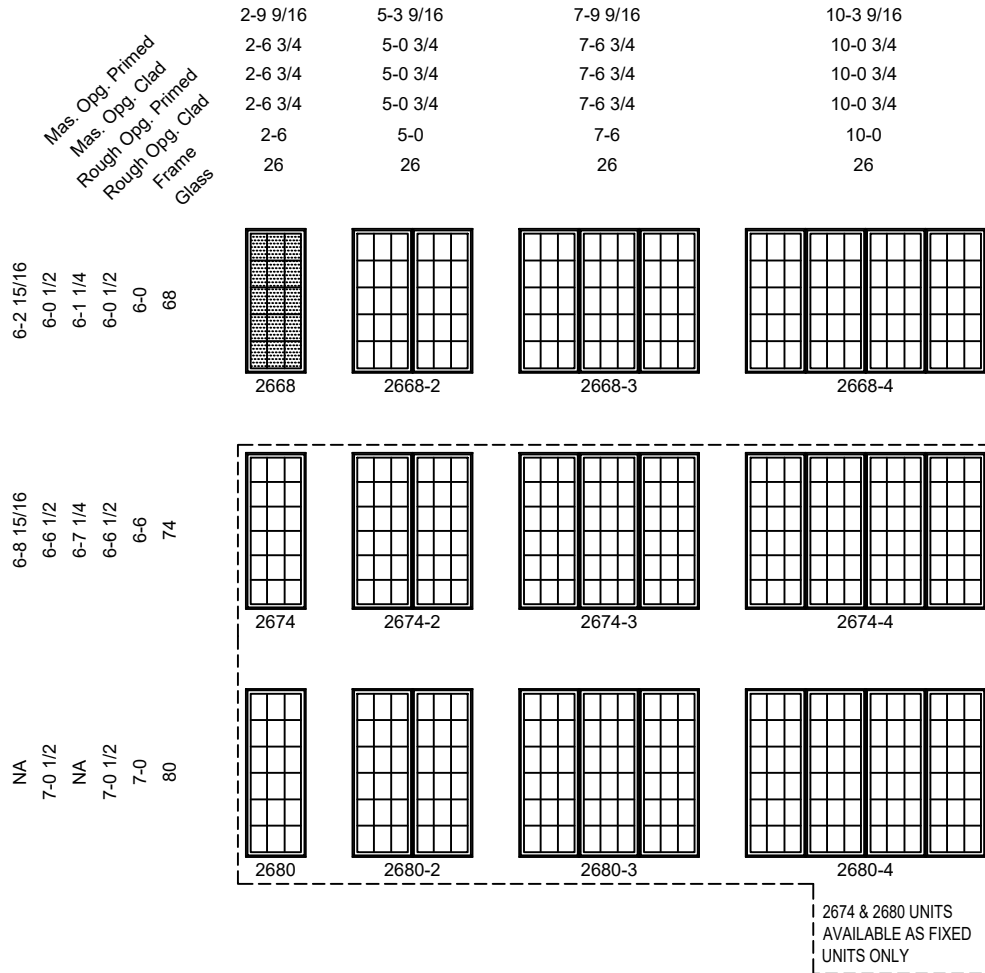 2-9 9/16 5-3 9/16 7-9 9/16 10-3 9/16
2-6 3/4 5-0 3/4 7-6 3/4 10-0 3/4
2-6 3/4 5-0 3/4 7-6 3/4 10-0 3/4
2-6 3/4 5-0 3/4 7-6 3/4 10-0 3/4
2-6 5-0 7-6 10-0
26 26 26 26
Mas. Opg. Primed
Mas. Opg. Clad
Rough Opg. Primed
Rough Opg. Clad
Frame
Glass
6-2 15/16
6-0 1/2
6-1 1/4
6-0 1/2
6-0
68
2668 2668-2 2668-3 2668-4
6-8 15/16
6-6 1/2
6-7 1/4
6-6 1/2
6-6
74
2674 2674-2 2674-3 2674-4
NA
7-0 1/2
NA
7-0 1/2
7-0
80
2680 2680-2 2680-3 2680-4
2674 & 2680 UNITS
AVAILABLE AS FIXED
UNITS ONLY